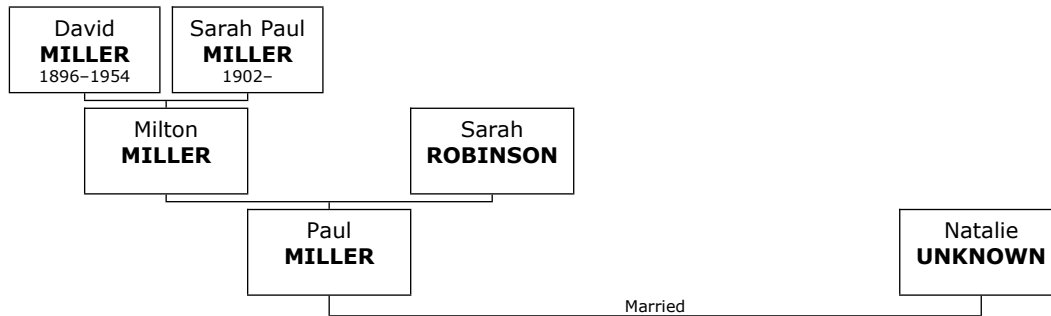 David
MILLER
1896–1954
Sarah Paul
MILLER
1902–
Milton
MILLER
Sarah
ROBINSON
Paul
MILLER
Natalie
UNKNOWN
Married